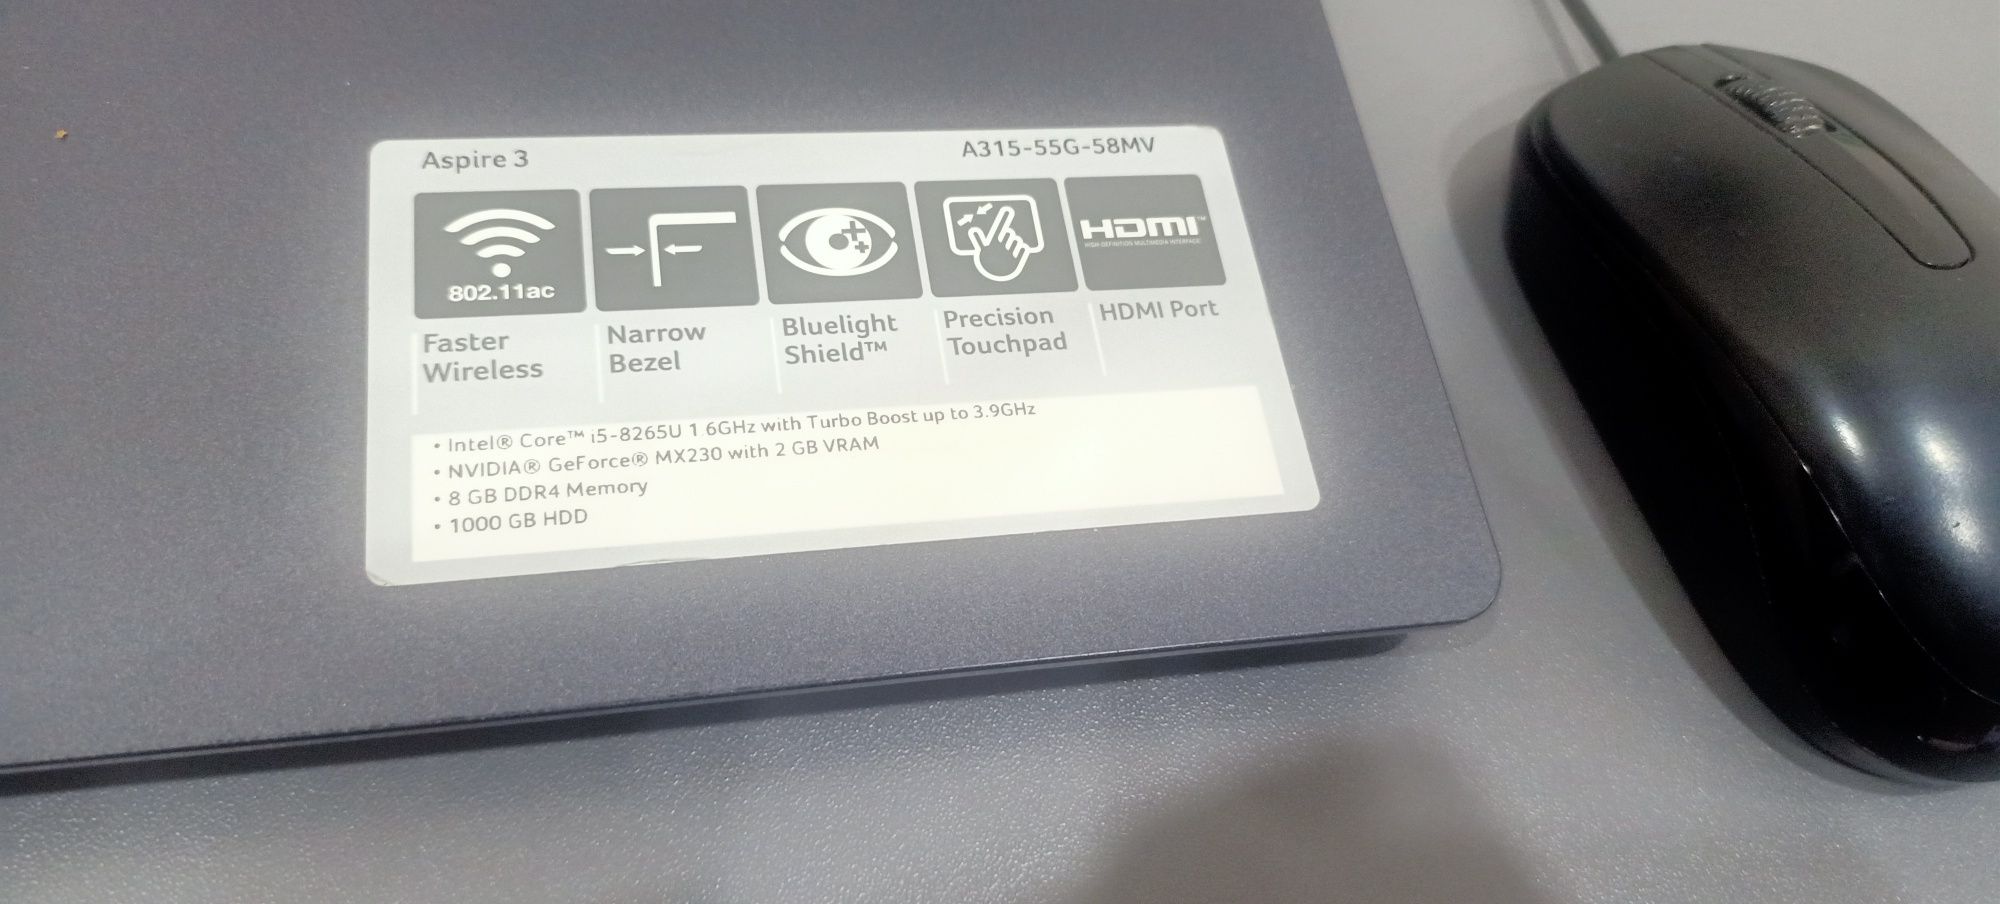 Aspire 3 A315-55G-58MV
802.11ac
HDMI™
HIGH-DEFINITION MULTIMEDIA INTERFACE
Faster
Wireless
Narrow
Bezel
Bluelight
Shield™
Precision
Touchpad
HDMI Port
• Intel® Core™ i5-8265U 1.6GHz with Turbo Boost up to 3.9GHz
• NVIDIA® GeForce® MX230 with 2 GB VRAM
• 8 GB DDR4 Memory
• 1000 GB HDD